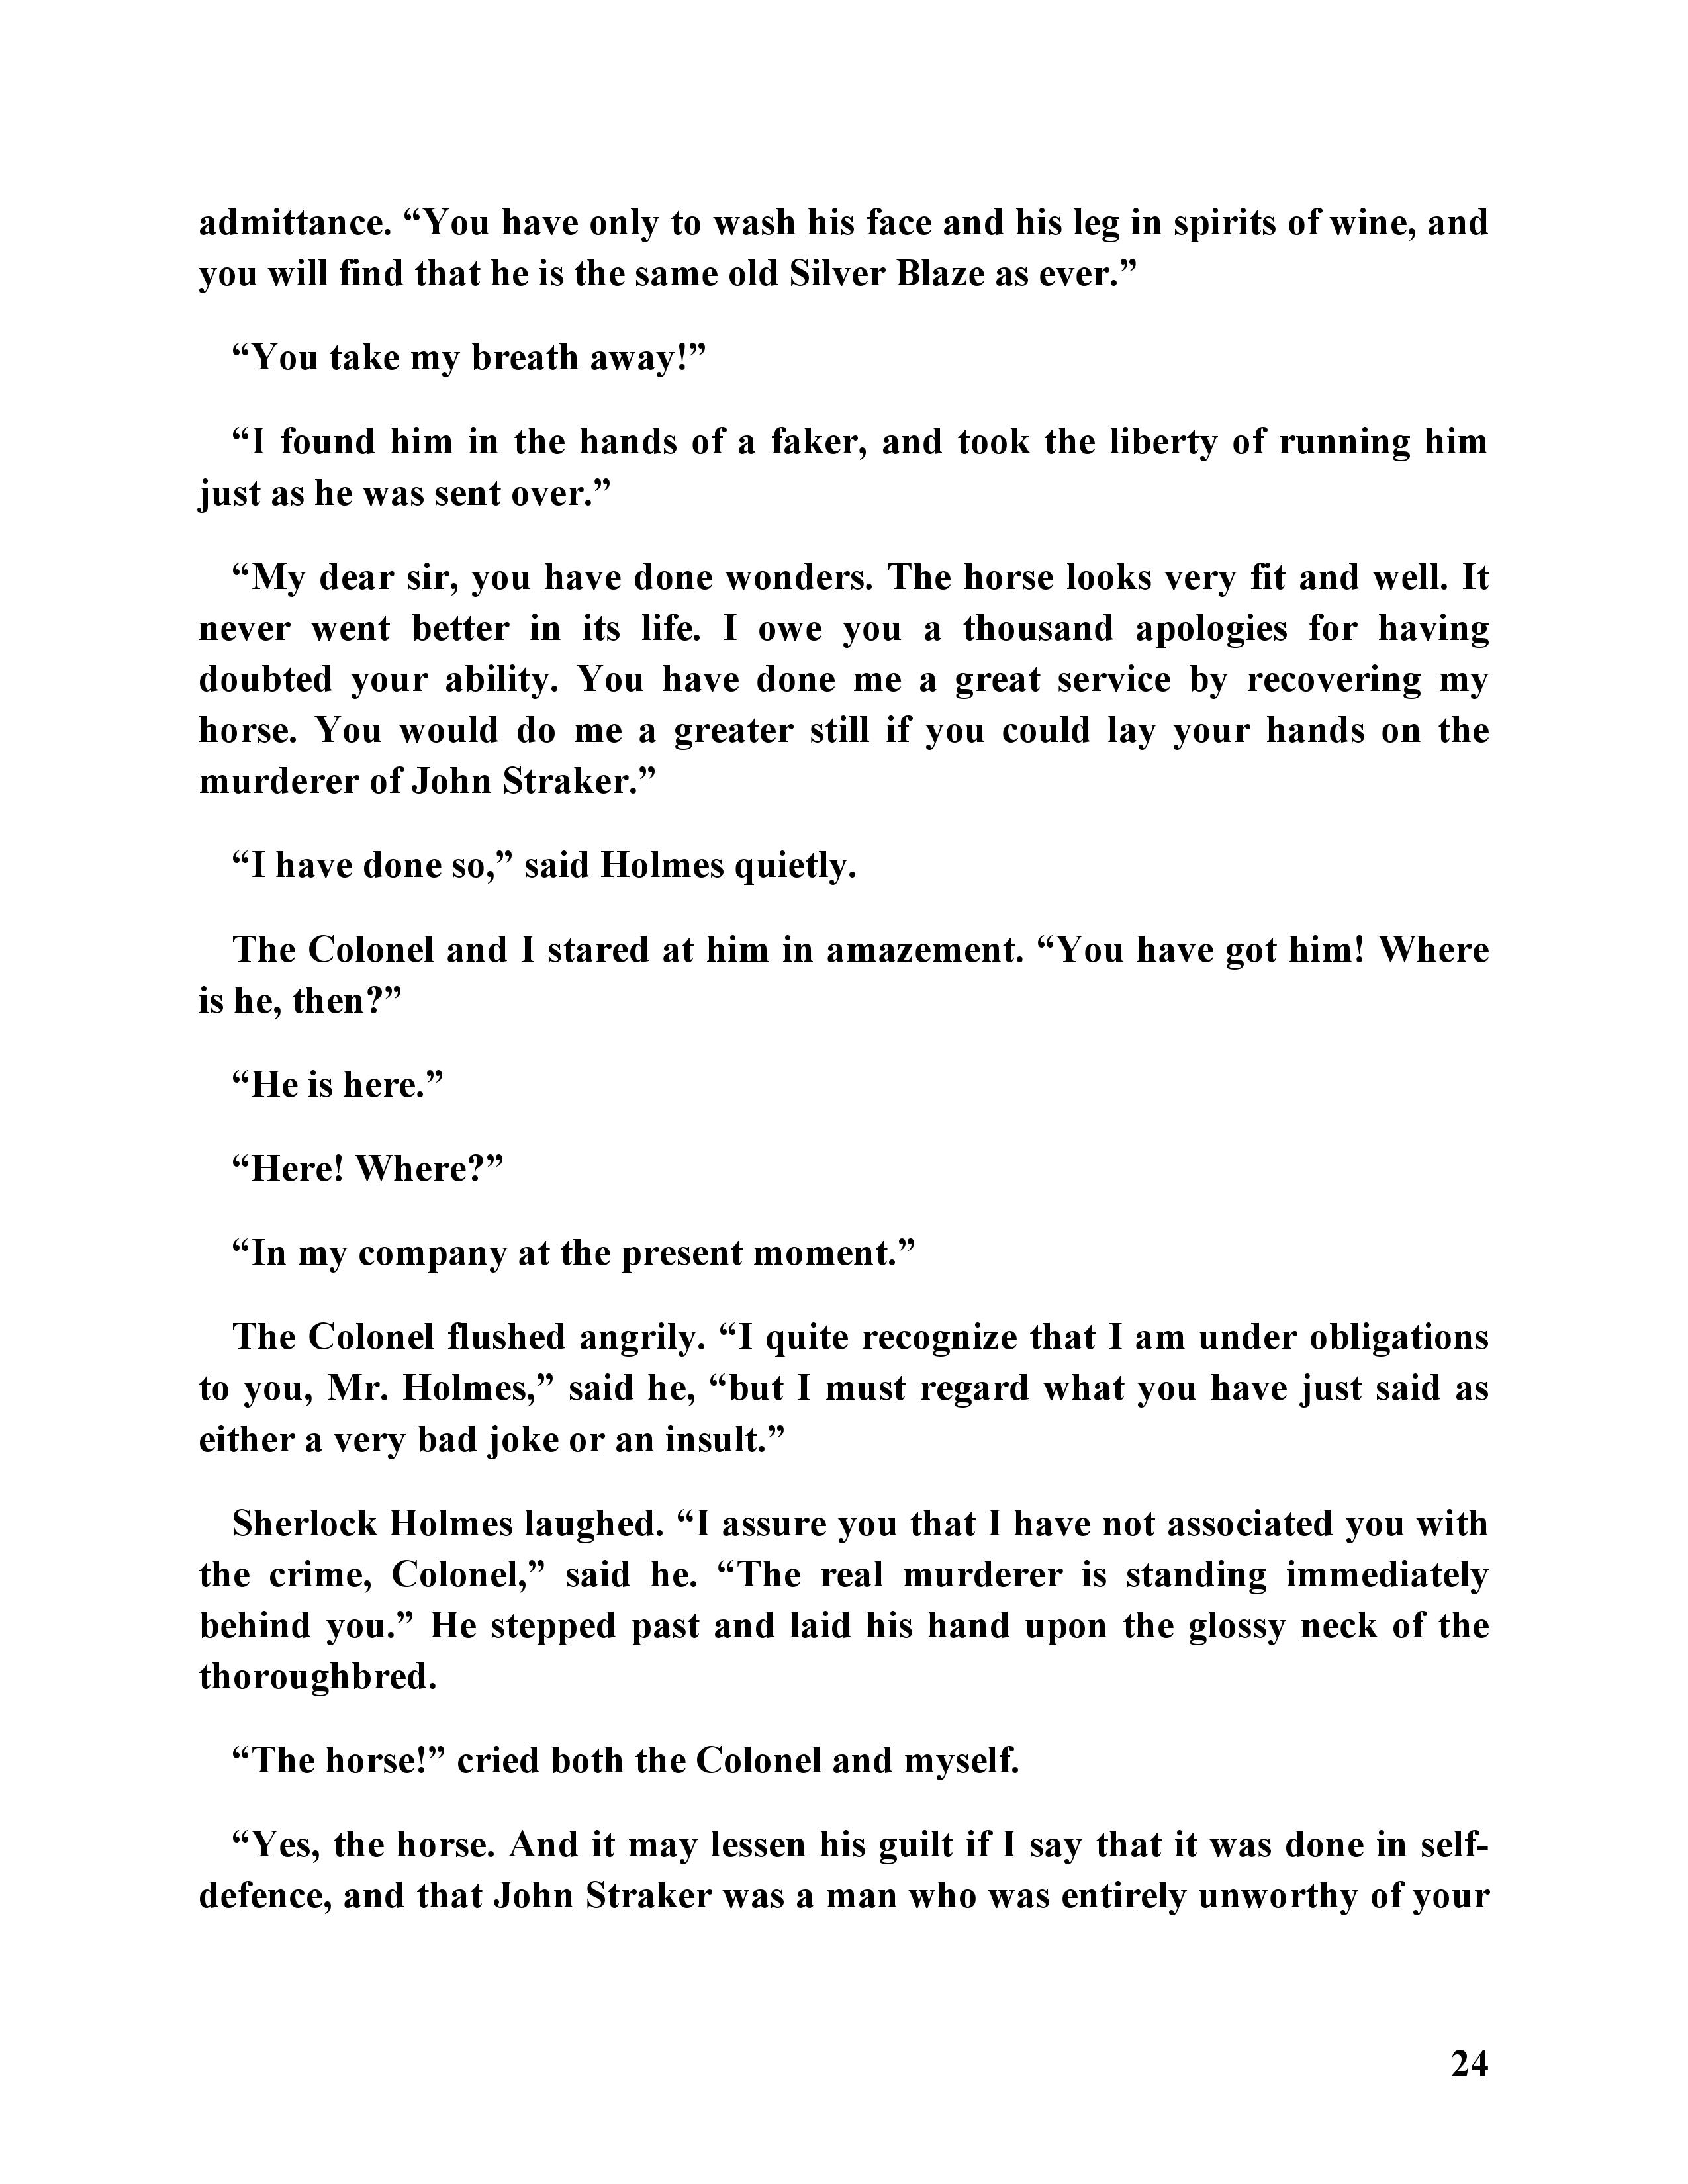 admittance. “You have only to wash his face and his leg in spirits of wine, and
you will find that he is the same old Silver Blaze as ever.”
“You take my breath away!”
“I found him in the hands of a faker, and took the liberty of running him
just as he was sent over.”
“My dear sir, you have done wonders. The horse looks very fit and well. It
never went better in its life. I owe you a thousand apologies for having
doubted your ability. You have done me a great service by recovering my
horse. You would do me a greater still if you could lay your hands on the
murderer of John Straker.”
“I have done so,” said Holmes quietly.
The Colonel and I stared at him in amazement. “You have got him! Where
is he, then?”
“He is here.”
“Here! Where?”
“In my company at the present moment.”
The Colonel flushed angrily. “I quite recognize that I am under obligations
to you, Mr. Holmes,” said he, “but I must regard what you have just said as
either a very bad joke or an insult.”
Sherlock Holmes laughed. “I assure you that I have not associated you with
the crime, Colonel,” said he. “The real murderer is standing immediately
behind you.” He stepped past and laid his hand upon the glossy neck of the
thoroughbred.
“The horse!” cried both the Colonel and myself.
“Yes, the horse. And it may lessen his guilt if I say that it was done in self-
defence, and that John Straker was a man who was entirely unworthy of your
24